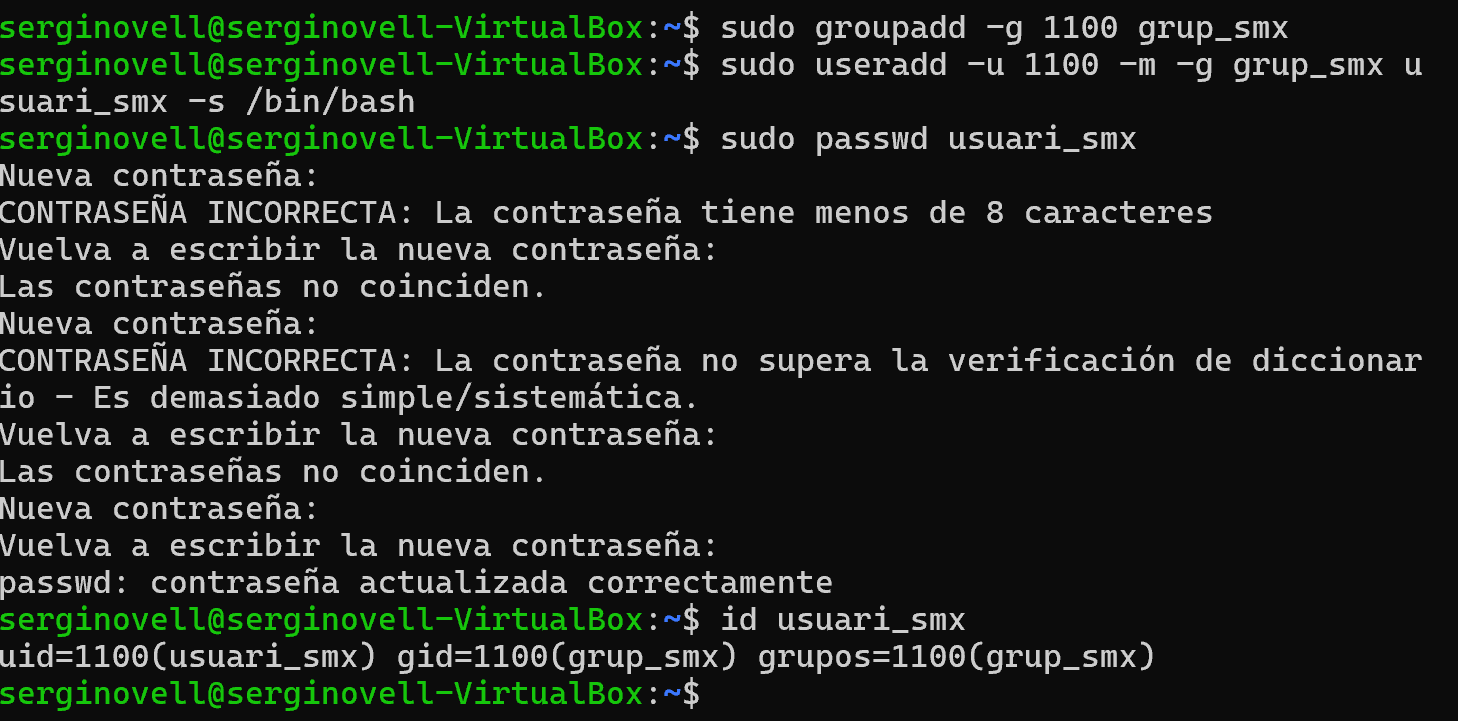 serginovell@serginovell-VirtualBox:~$ sudo groupadd -g 1100 grup_smx
serginovell@serginovell-VirtualBox:~$ sudo useradd -u 1100 -m -g grup_smx u
suari_smx -s /bin/bash
serginovell@serginovell-VirtualBox:~$ sudo passwd usuari_smx
Nueva contraseña:
CONTRASEÑA INCORRECTA: La contraseña tiene menos de 8 caracteres
Vuelva a escribir la nueva contraseña:
Las contraseñas no coinciden.
Nueva contraseña:
CONTRASEÑA INCORRECTA: La contraseña no supera la verificación de diccionar
io - Es demasiado simple/sistemática.
Vuelva a escribir la nueva contraseña:
Las contraseñas no coinciden.
Nueva contraseña:
Vuelva a escribir la nueva contraseña:
passwd: contraseña actualizada correctamente
serginovell@serginovell-VirtualBox:~$ id usuari_smx
uid=1100(usuari_smx) gid=1100(grup_smx) grupos=1100(grup_smx)
serginovell@serginovell-VirtualBox:~$